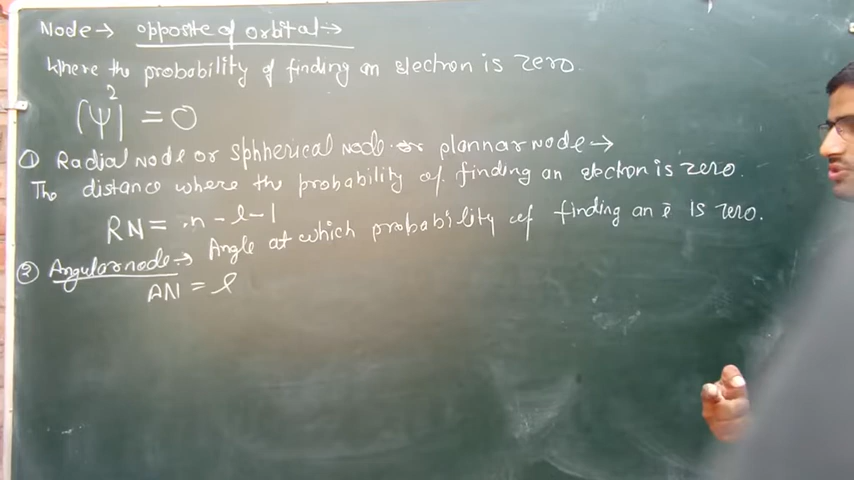 Node → opposite of orbital :→
Where the probability of finding an electron is zero.
|Ψ²| = 0
① Radial Node or sphherical Node or plannar node →
The distance where the probability of finding an electron is zero.
RN = n - l - 1
② Angular node → Angle at which probability of finding an ē is zero.
AN = l